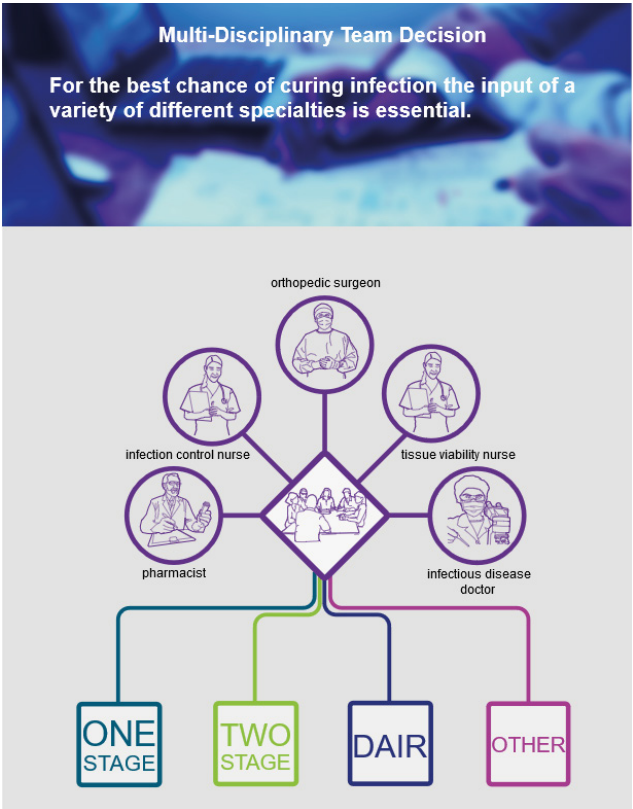 Multi-Disciplinary Team Decision
For the best chance of curing infection the input of a
variety of different specialties is essential.
orthopedic surgeon
infection control nurse
tissue viability nurse
pharmacist
infectious disease
doctor
ONE
STAGE
TWO
STAGE
DAIR
OTHER